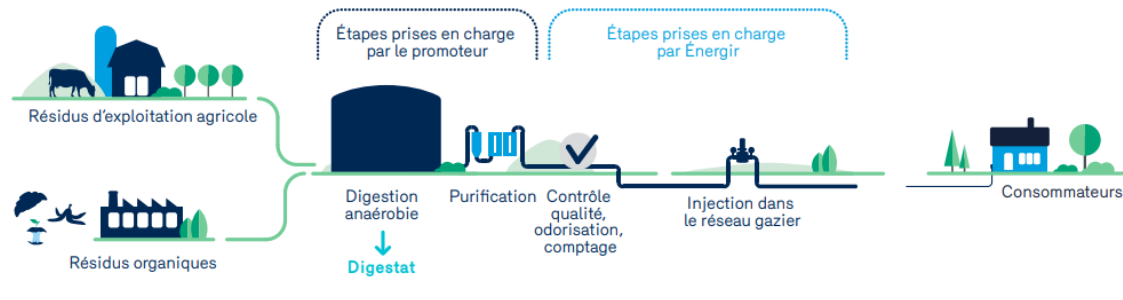 Étapes prises en charge
par le promoteur
Étapes prises en charge
par Énergir
Résidus d'exploitation agricole
Résidus organiques
Digestion
anaérobie
Digestat
Purification
Contrôle
qualité,
odorisation,
comptage
Injection dans
le réseau gazier
Consommateurs